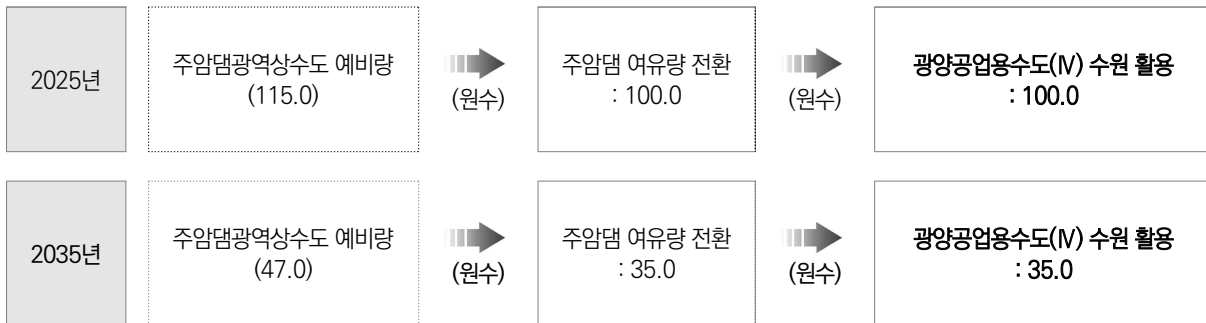 2025년
주암댐광역상수도 예비량
(115.0)
(원수)
주암댐 여유량 전환
: 100.0
(원수)
광양공업용수도(Ⅳ) 수원 활용
: 100.0
2035년
주암댐광역상수도 예비량
(47.0)
(원수)
주암댐 여유량 전환
: 35.0
(원수)
광양공업용수도(Ⅳ) 수원 활용
: 35.0